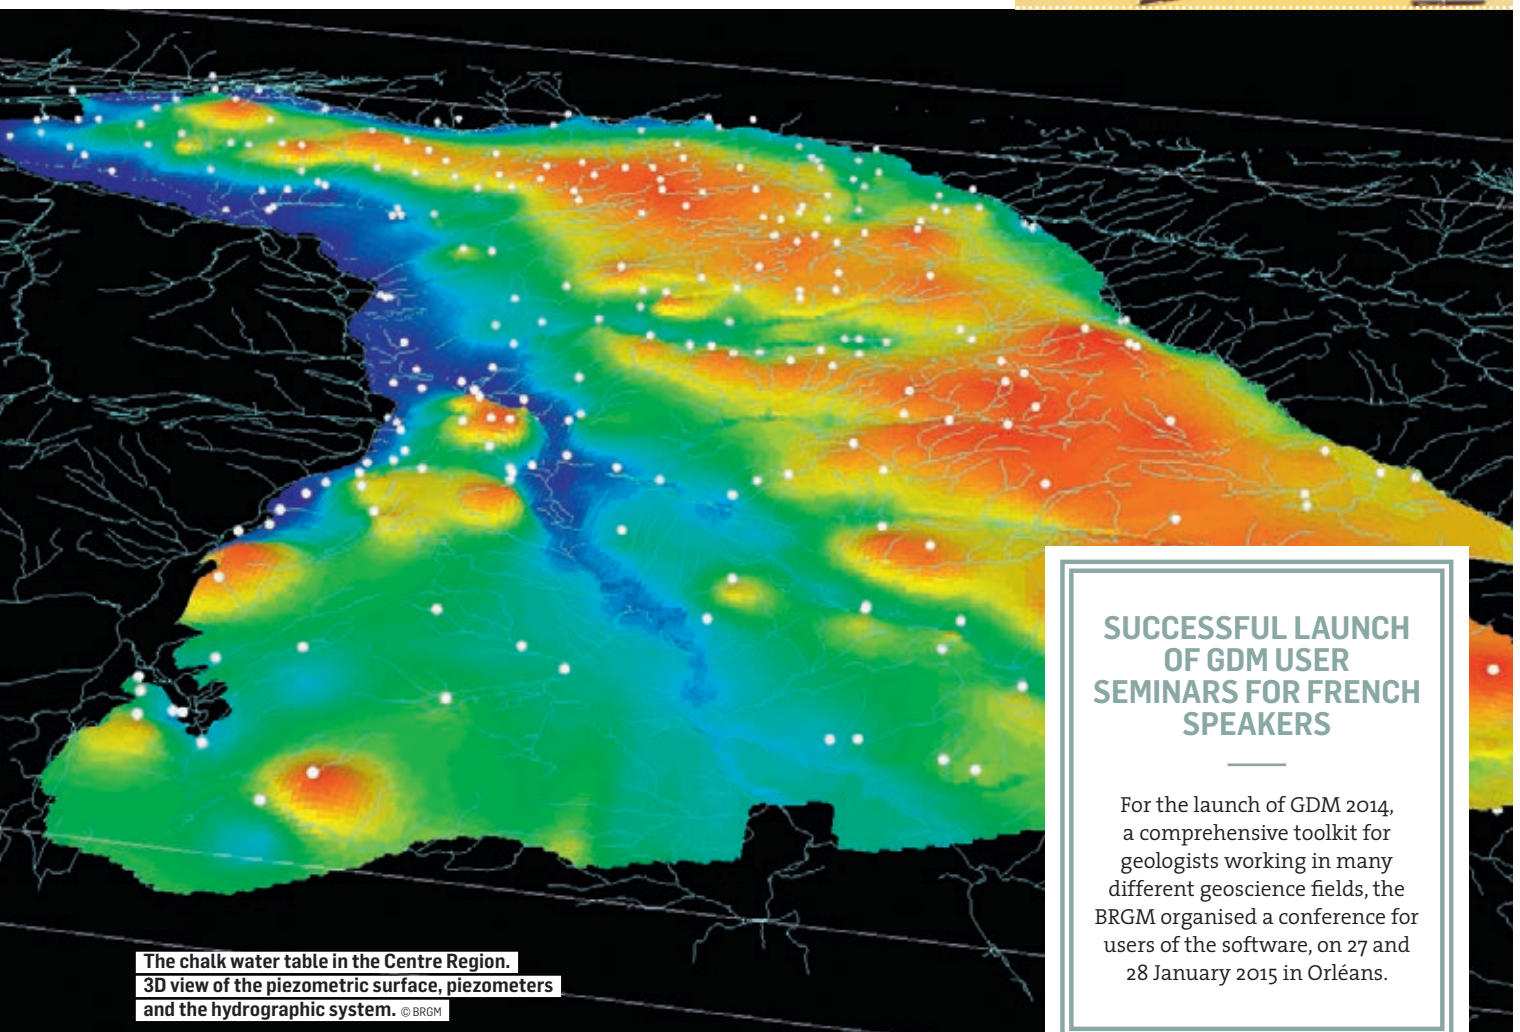 The chalk water table in the Centre Region.
3D view of the piezometric surface, piezometers
and the hydrographic system. © BRGM
SUCCESSFUL LAUNCH
OF GDM USER
SEMINARS FOR FRENCH
SPEAKERS
For the launch of GDM 2014,
a comprehensive toolkit for
geologists working in many
different geoscience fields, the
BRGM organised a conference for
users of the software, on 27 and
28 January 2015 in Orléans.